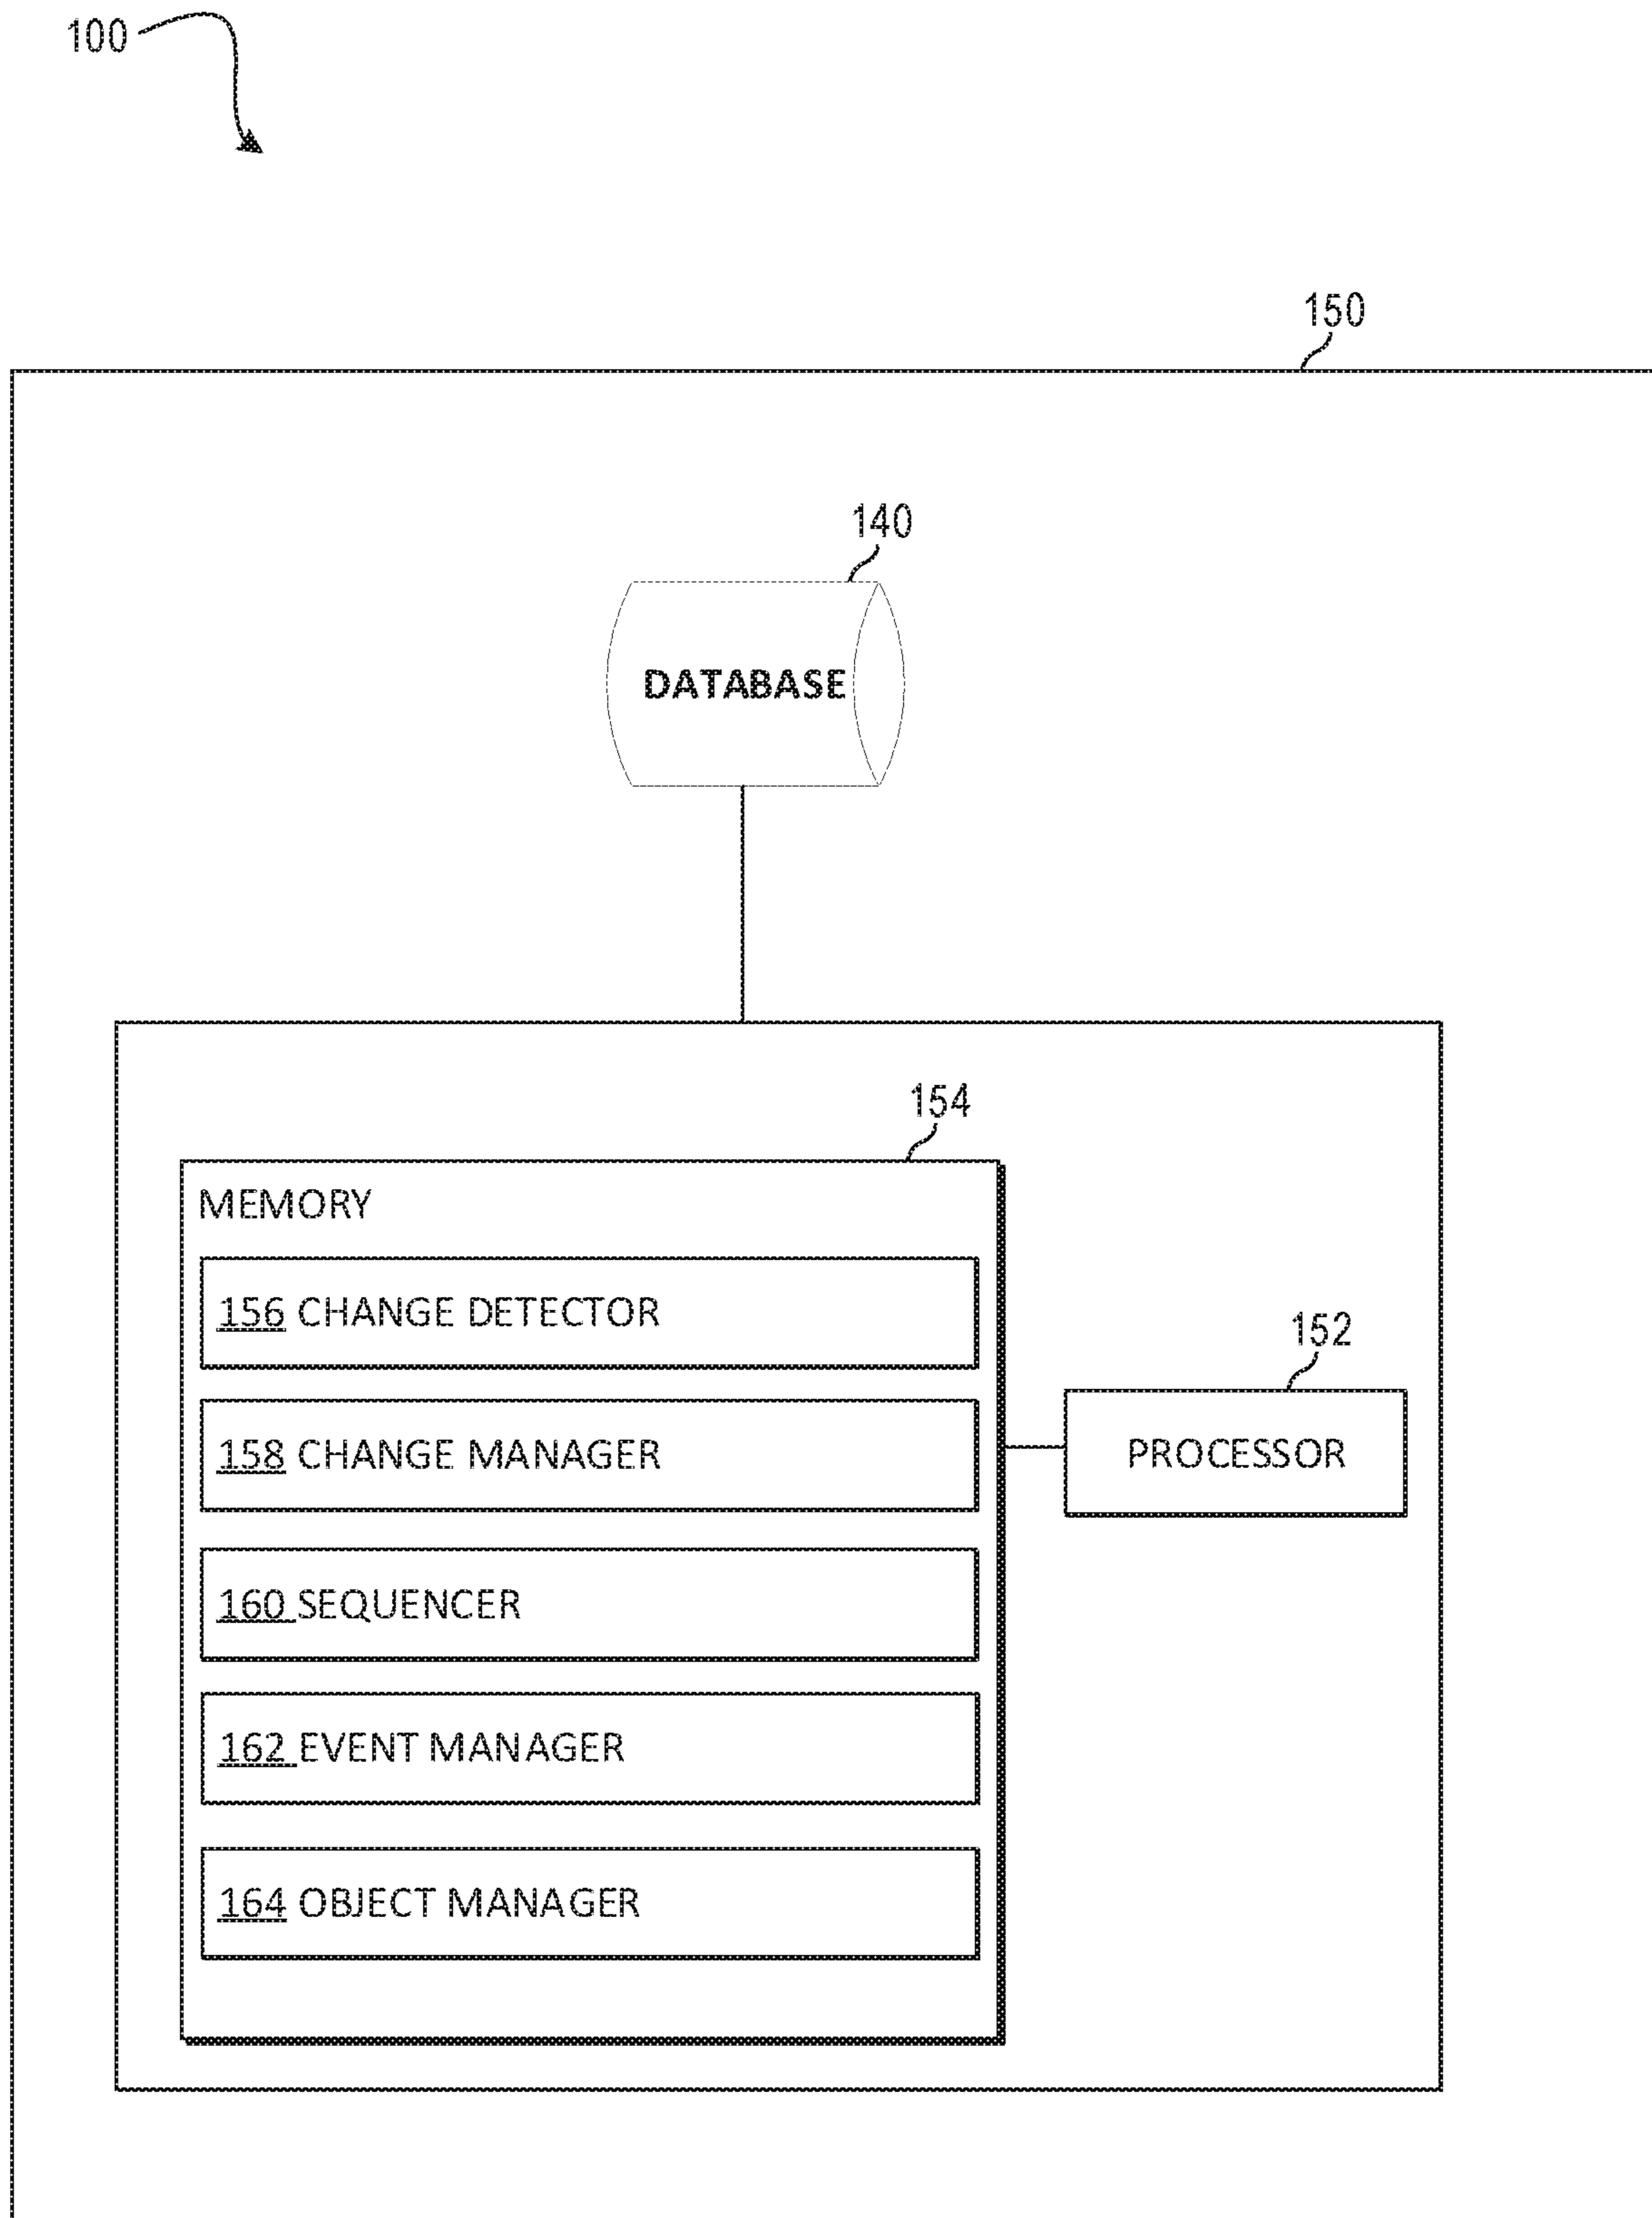 100
150
140
DATABASE
154
MEMORY
156 CHANGE DETECTOR
152
158 CHANGE MANAGER
PROCESSOR
160 SEQUENCER
162 EVENT MANAGER
164 OBJECT MANAGER